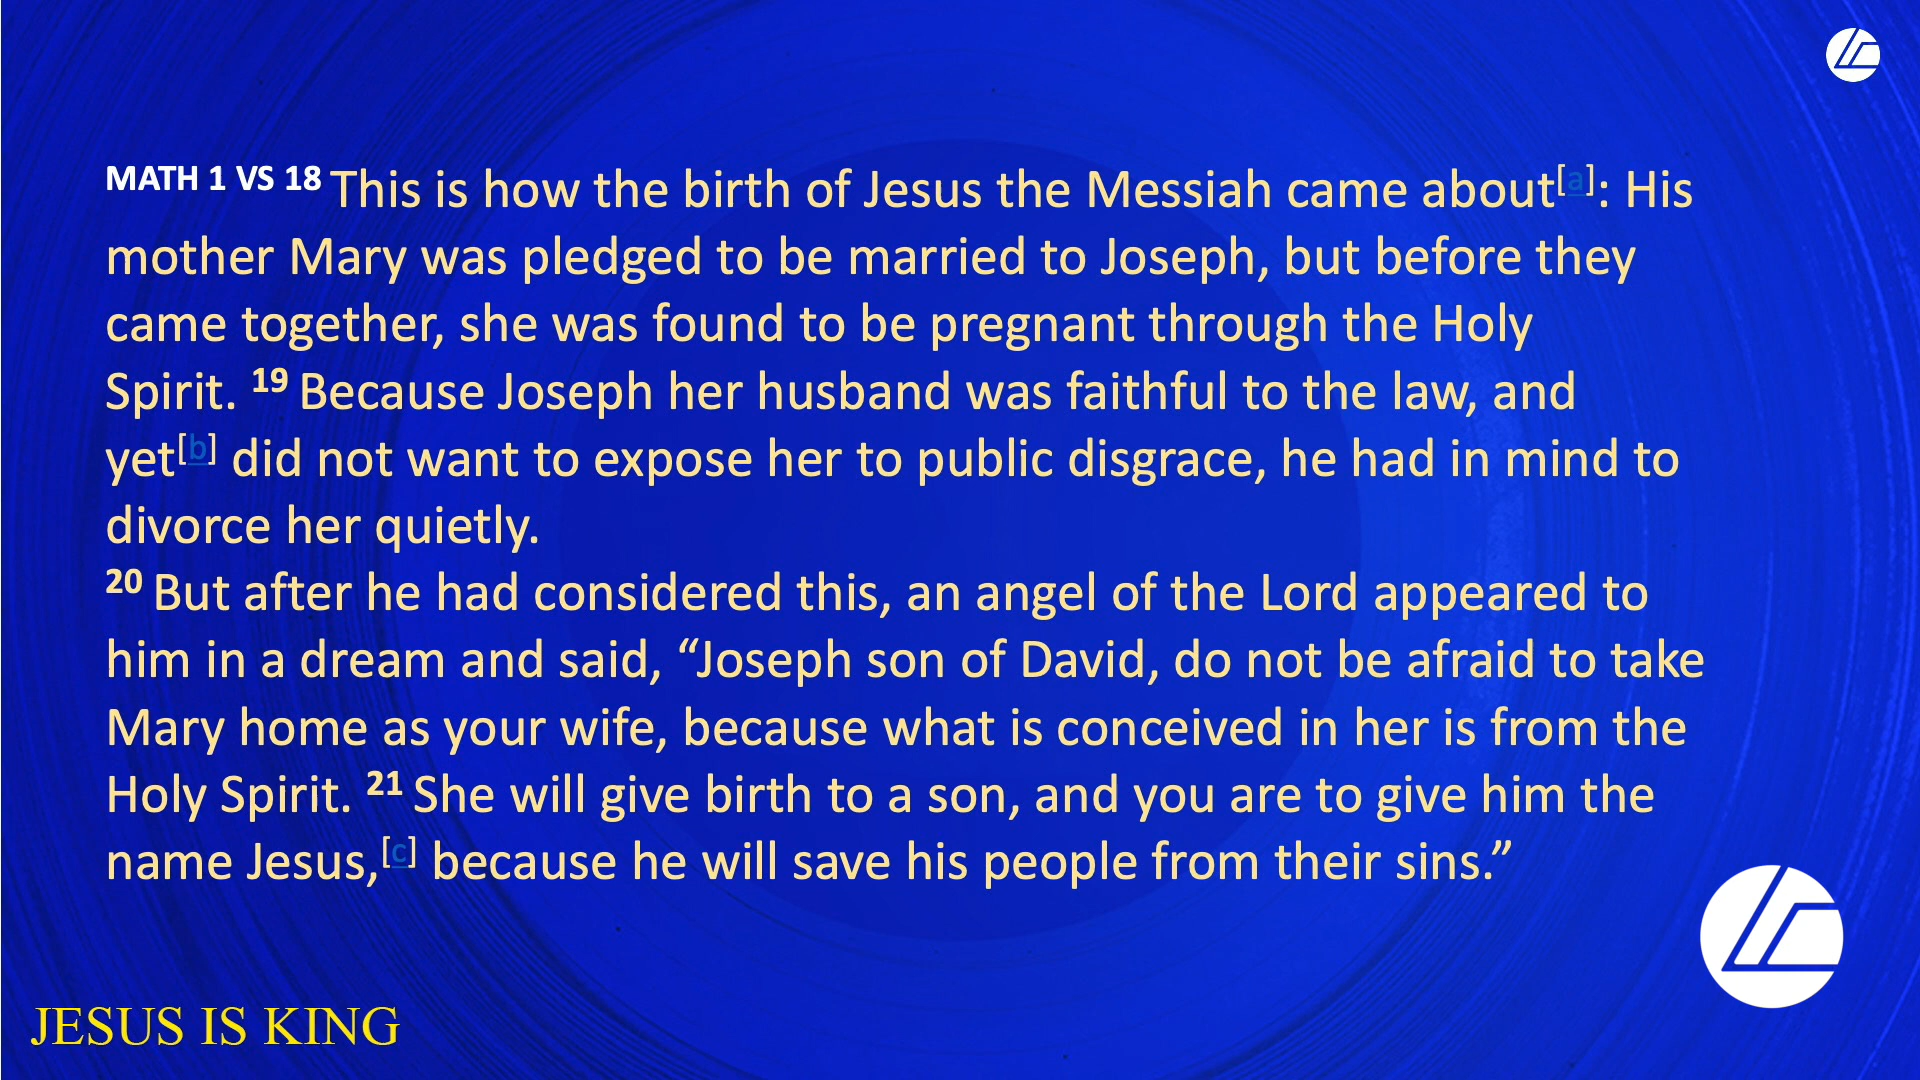 MATH 1 VS 18 This is how the birth of Jesus the Messiah came about[a]: His
mother Mary was pledged to be married to Joseph, but before they
came together, she was found to be pregnant through the Holy
Spirit. 19 Because Joseph her husband was faithful to the law, and
yet[b] did not want to expose her to public disgrace, he had in mind to
divorce her quietly.
20 But after he had considered this, an angel of the Lord appeared to
him in a dream and said, “Joseph son of David, do not be afraid to take
Mary home as your wife, because what is conceived in her is from the
Holy Spirit. 21 She will give birth to a son, and you are to give him the
name Jesus,[c] because he will save his people from their sins.”
JESUS IS KING